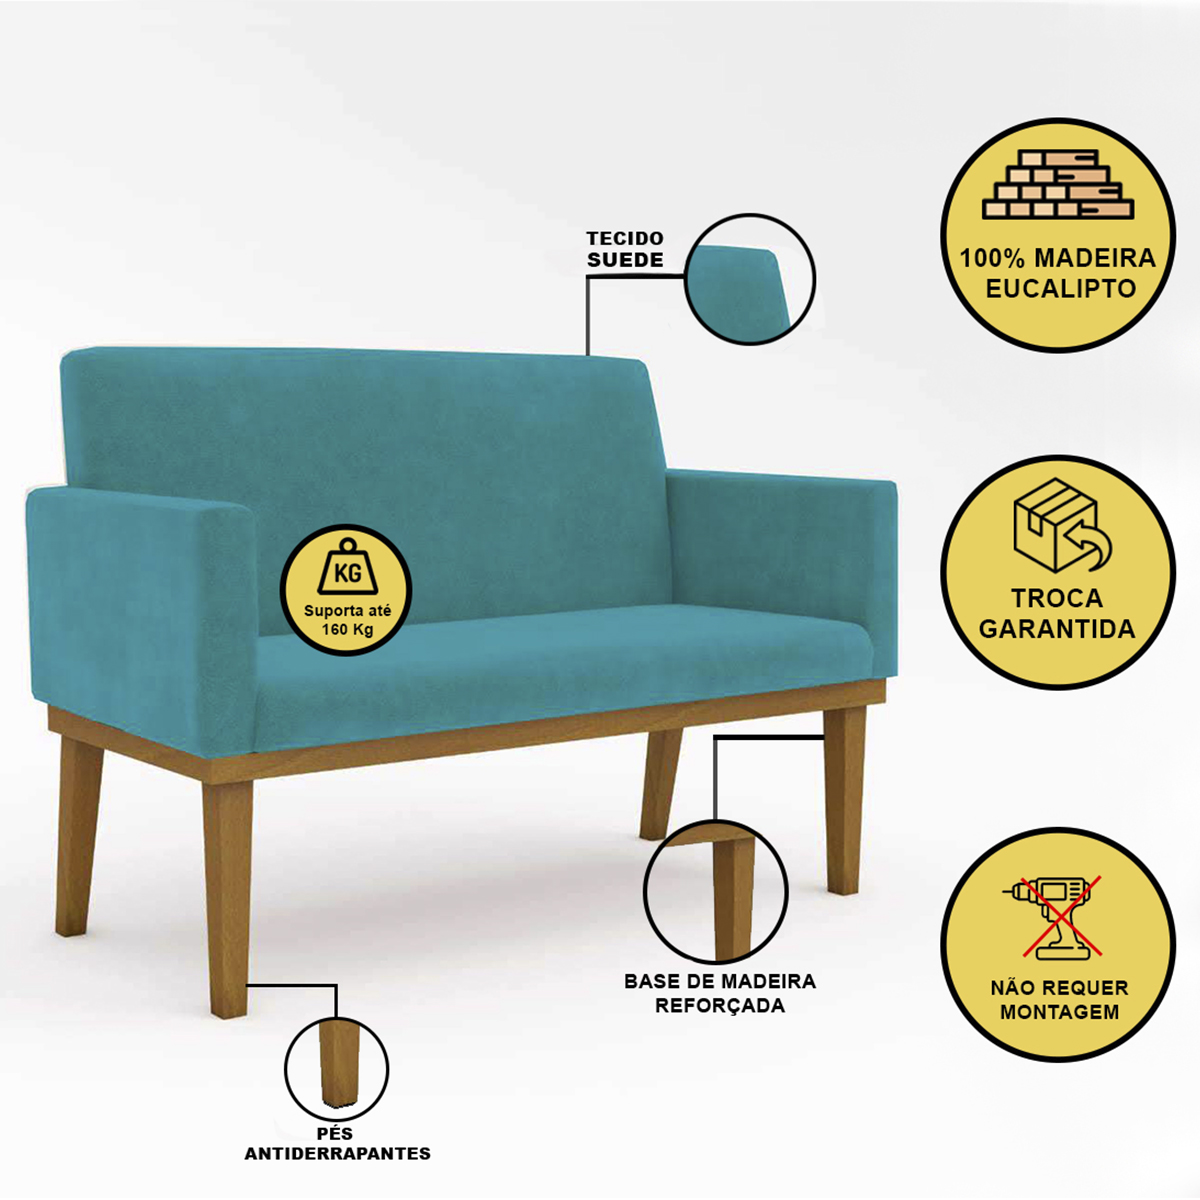 TECIDO
SUEDE
100% MADEIRA
EUCALIPTO
KG
Suporta até
160 Kg
TROCA
GARANTIDA
BASE DE MADEIRA
REFORÇADA
NÃO REQUER
MONTAGEM
PÉS
ANTIDERRAPANTES